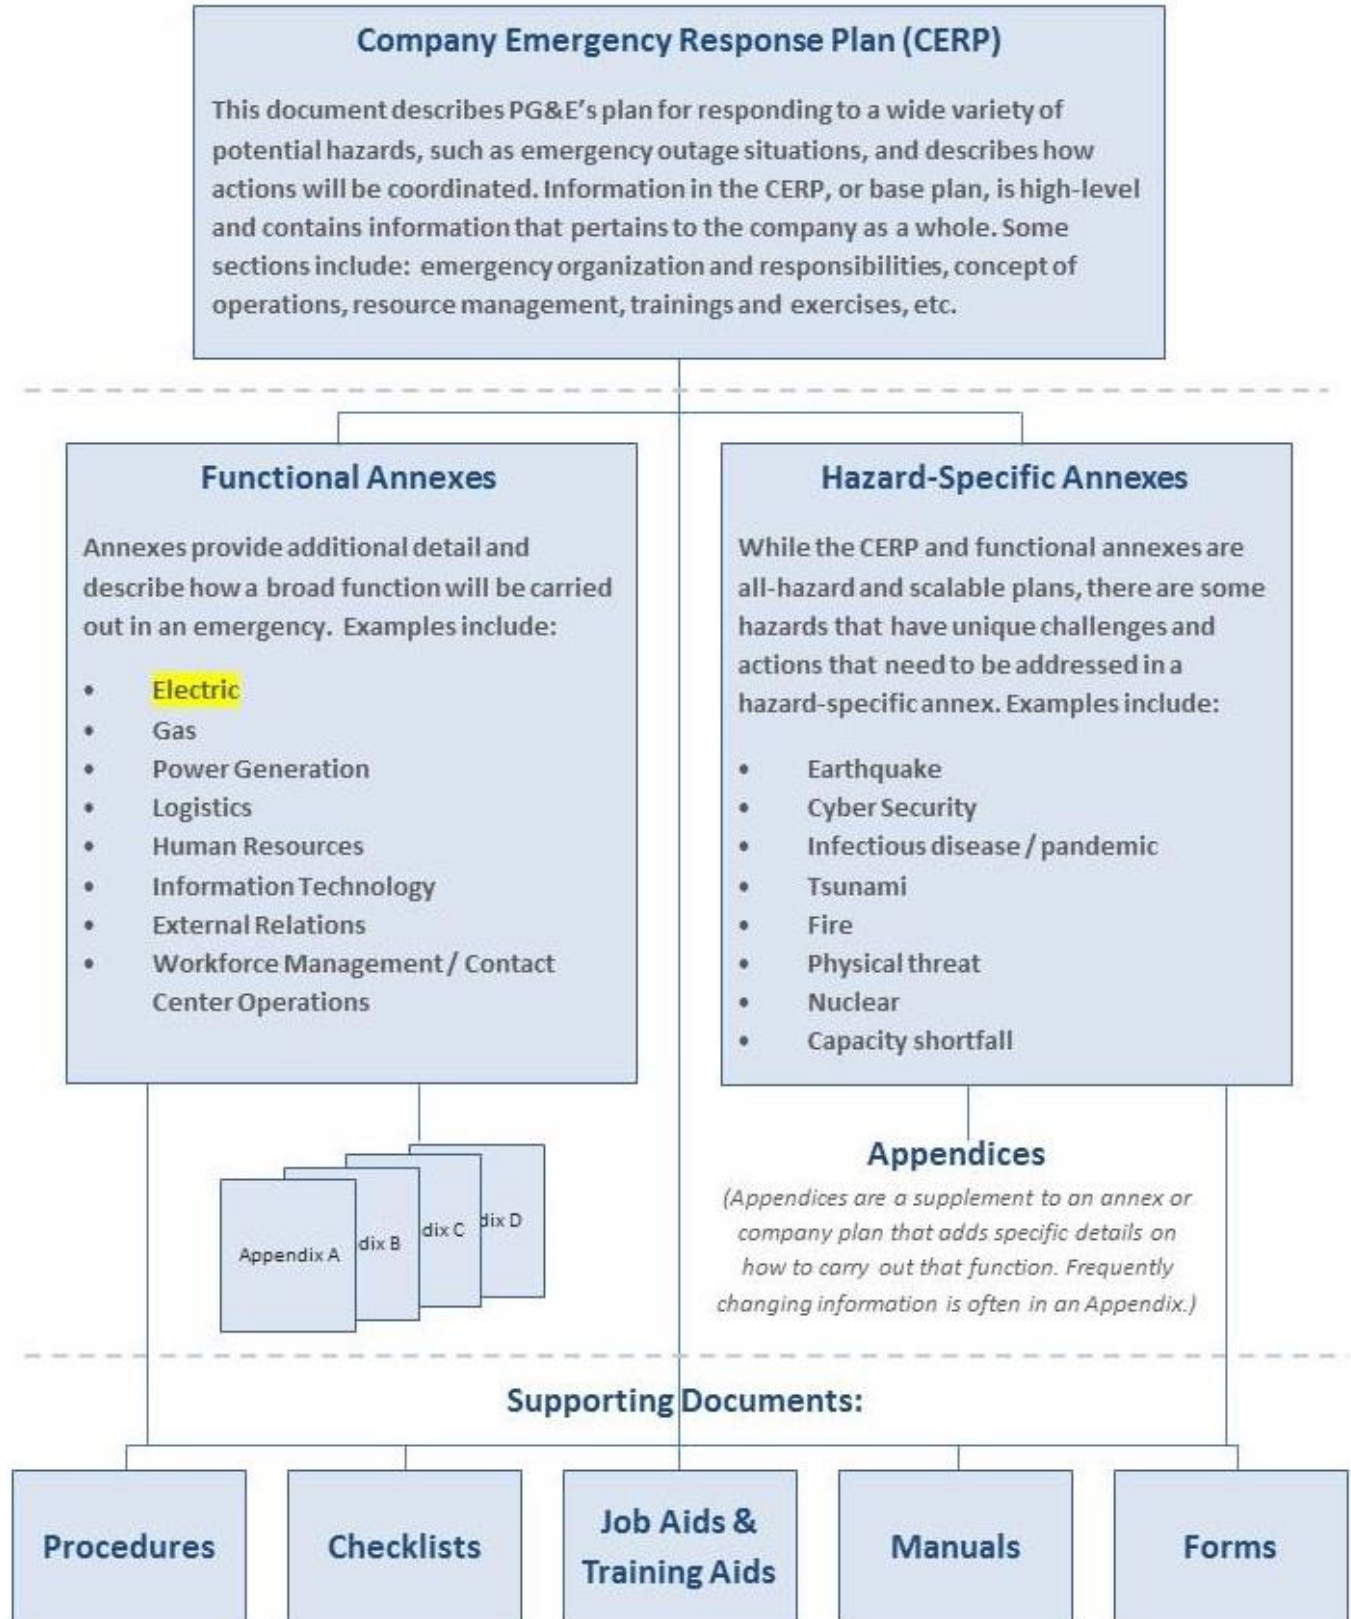 Company Emergency Response Plan (CERP)
This document describes PG&E's plan for responding to a wide variety of
potential hazards, such as emergency outage situations, and describes how
actions will be coordinated. Information in the CERP, or base plan, is high-level
and contains information that pertains to the company as a whole. Some
sections include: emergency organization and responsibilities, concept of
operations, resource management, trainings and exercises, etc.
Functional Annexes
Annexes provide additional detail and
describe how a broad function will be carried
out in an emergency. Examples include:
• Electric
• Gas
• Power Generation
• Logistics
• Human Resources
• Information Technology
• External Relations
• Workforce Management / Contact
Center Operations
Hazard-Specific Annexes
While the CERP and functional annexes are
all-hazard and scalable plans, there are some
hazards that have unique challenges and
actions that need to be addressed in a
hazard-specific annex. Examples include:
• Earthquake
• Cyber Security
• Infectious disease / pandemic
• Tsunami
• Fire
• Physical threat
• Nuclear
• Capacity shortfall
Appendix A
dix B
dix C
dix D
Appendices
(Appendices are a supplement to an annex or
company plan that adds specific details on
how to carry out that function. Frequently
changing information is often in an Appendix.)
Supporting Documents:
Procedures
Checklists
Job Aids &
Training Aids
Manuals
Forms